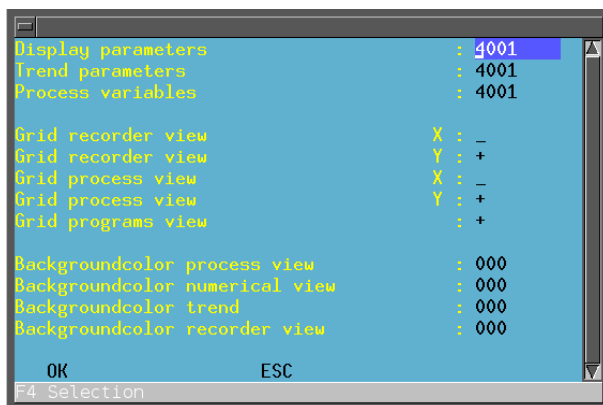 Display parameters : 4001
Trend parameters : 4001
Process variables : 4001
Grid recorder view X : _
Grid recorder view Y : +
Grid process view X : _
Grid process view Y : +
Grid programs view : +
Backgroundcolor process view : 000
Backgroundcolor numerical view : 000
Backgroundcolor trend : 000
Backgroundcolor recorder view : 000
OK ESC
F4 Selection